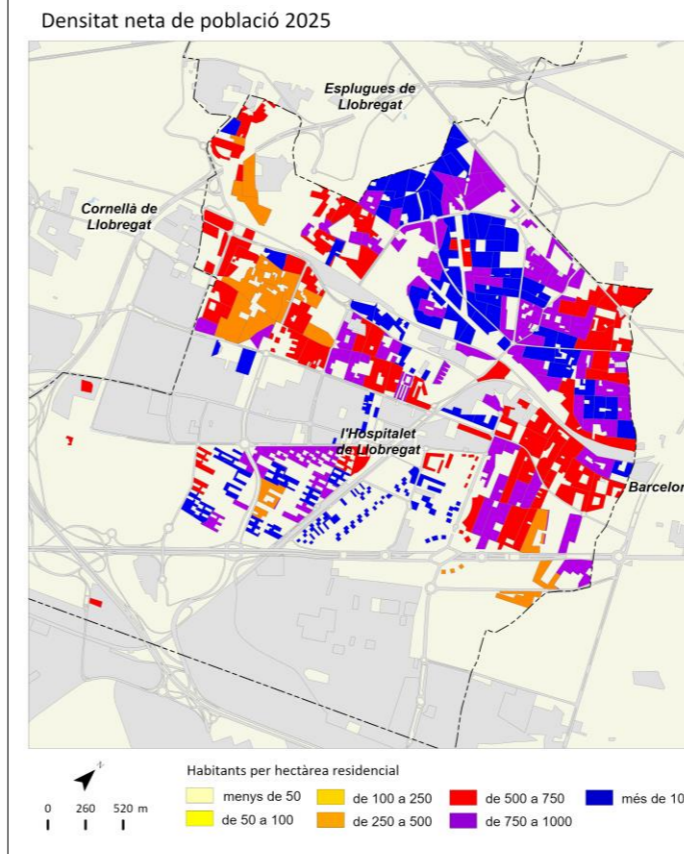 Densitat neta de població 2025
Esplugues de
Llobregat
Cornellà de
Llobregat
l'Hospitalet
de Llobregat
Barcelon
N
0 260 520 m
Habitants per hectàrea residencial
menys de 50
de 100 a 250
de 500 a 750
més de 10
de 50 a 100
de 250 a 500
de 750 a 1000